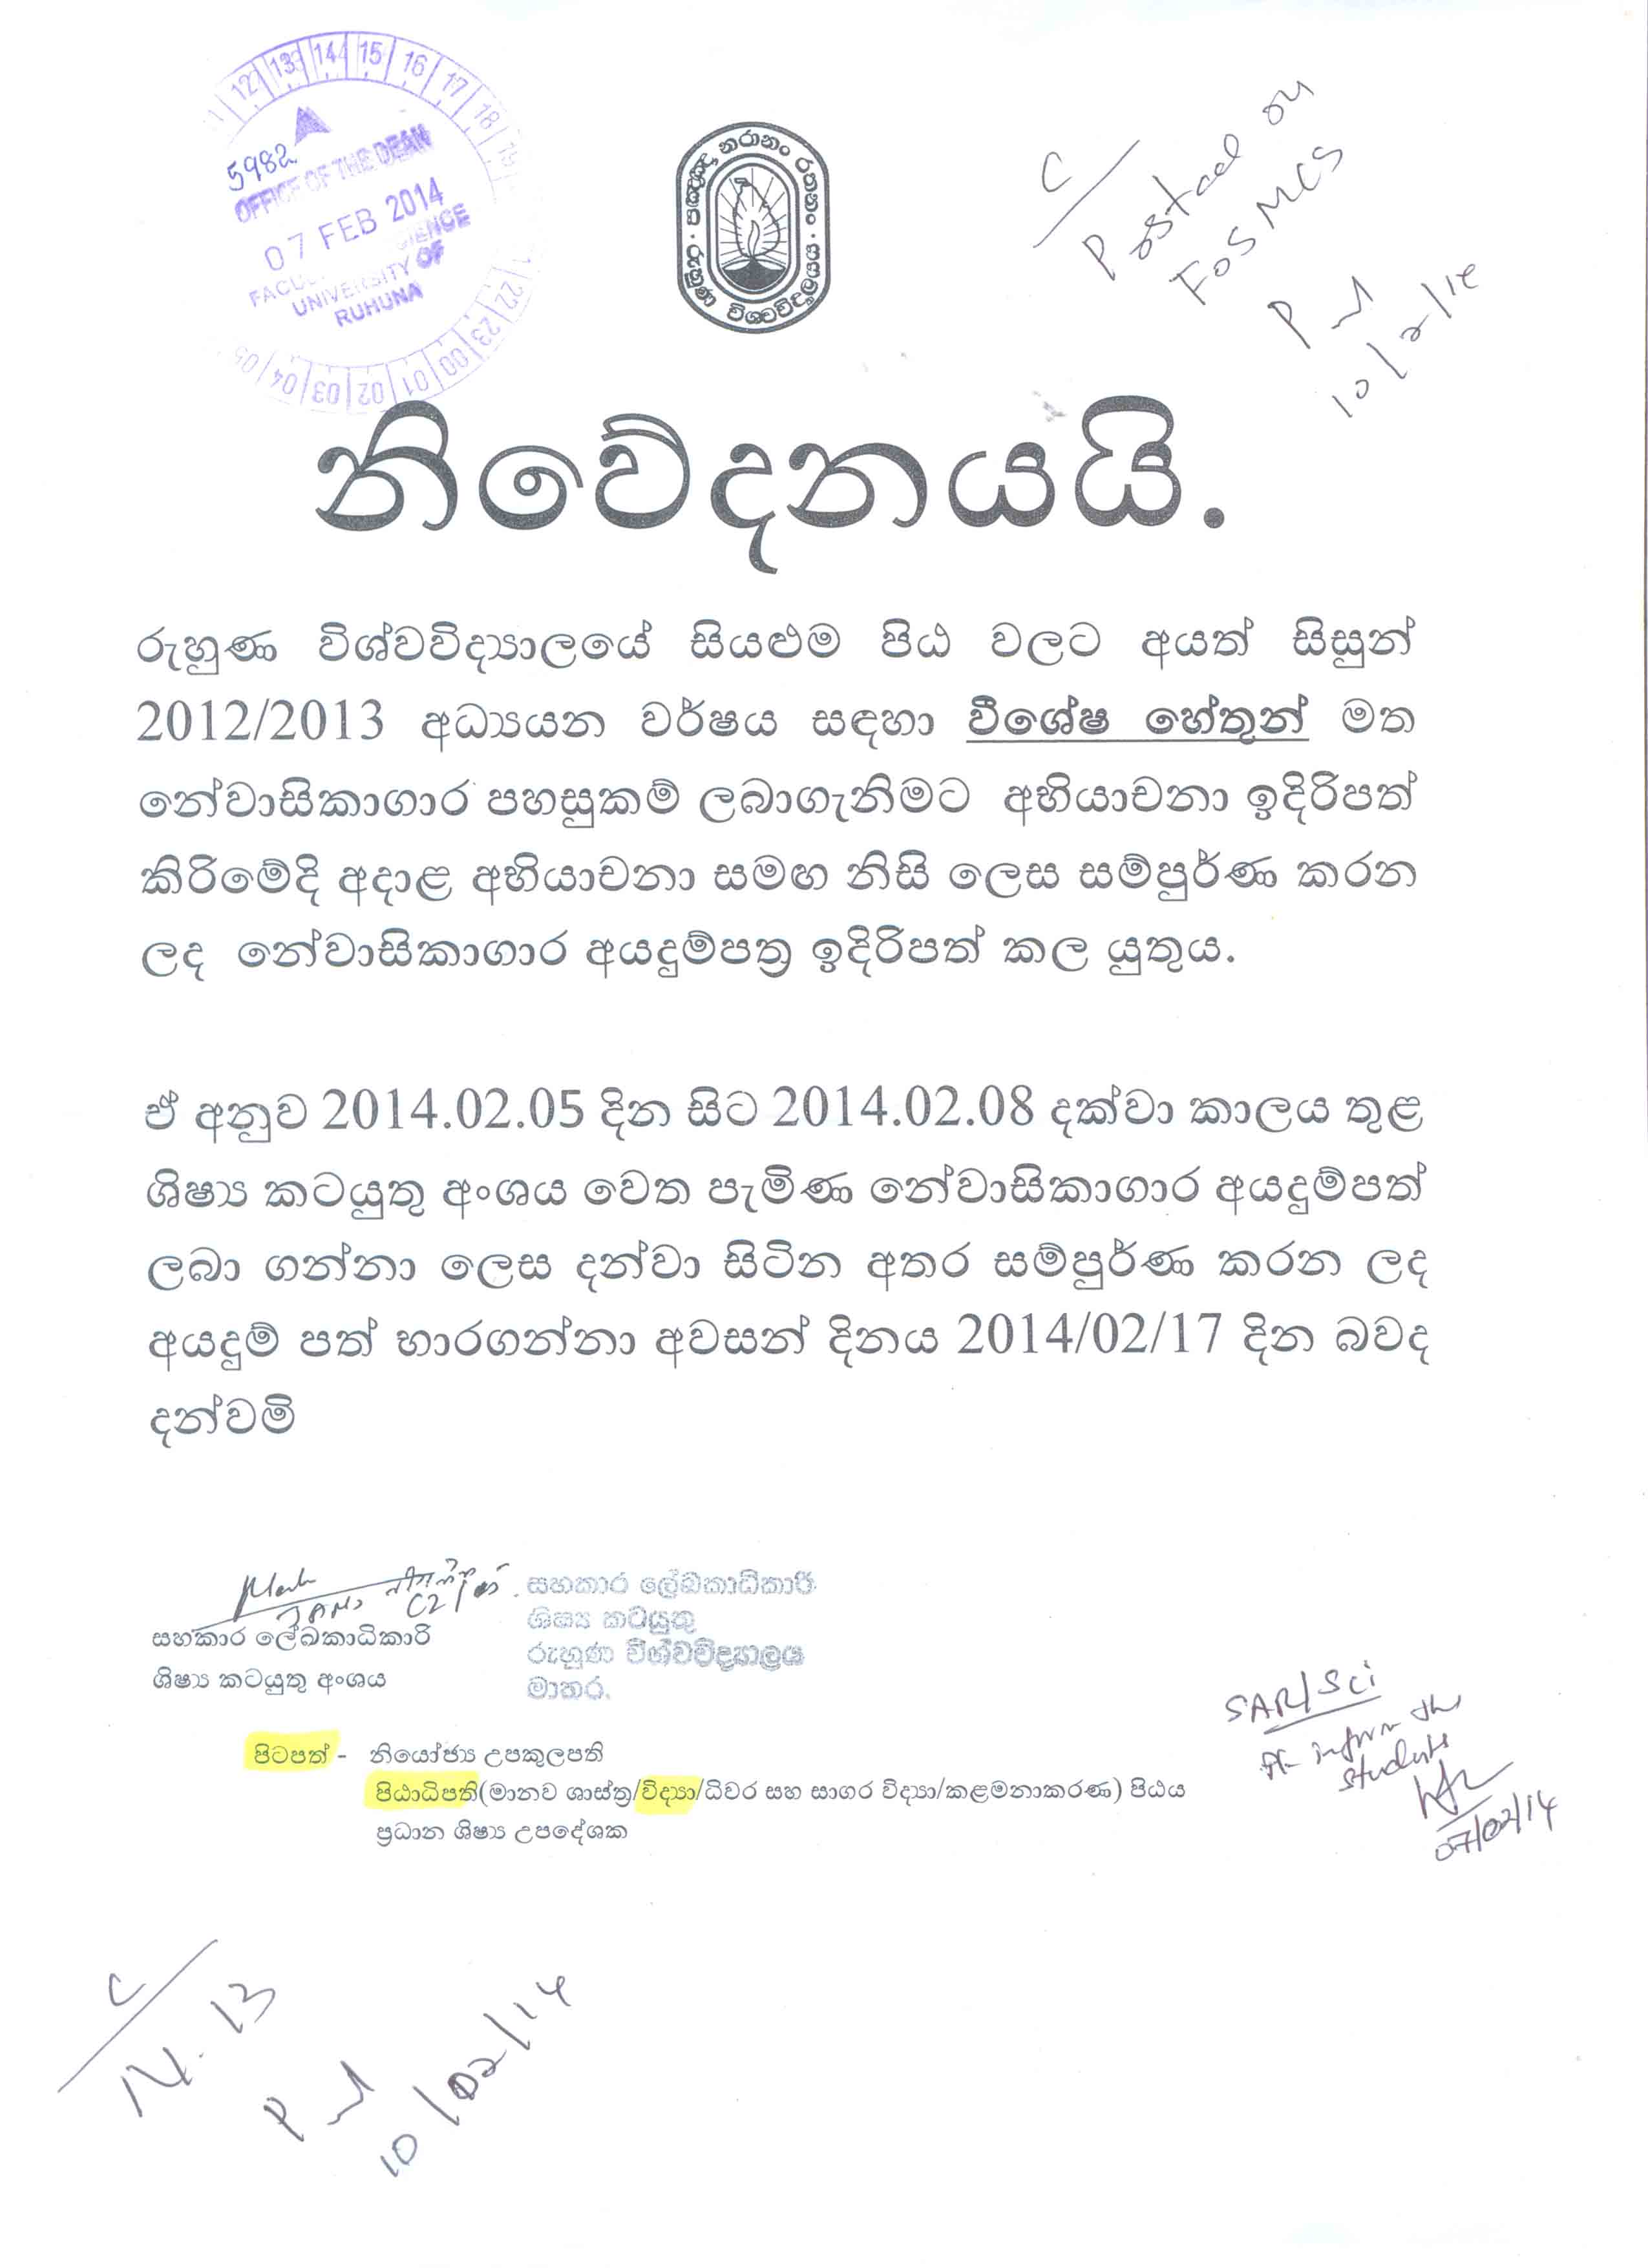 5982
OFFICE OF THE DEAN
07 FEB 2014
FACULTY OF SCIENCE
UNIVERSITY OF
RUHUNA
C
Posted on
FOSMCS
නිවේදනයයි.
රුහුණ විශ්වවිද්‍යාලයේ සියළුම පිඨ වලට අයත් සිසුන්
2012/2013 අධ්‍යයන වර්ෂය සඳහා විශේෂ හේතුන් මත
නේවාසිකාගාර පහසුකම් ලබාගැනිමට අභියාචනා ඉදිරිපත්
කිරිමේදි අදාළ අභියාචනා සමඟ නිසි ලෙස සම්පුර්ණ කරන
ලද නේවාසිකාගාර අයදුම්පත්‍ර ඉදිරිපත් කල යුතුය.
ඒ අනුව 2014.02.05 දින සිට 2014.02.08 දක්වා කාලය තුළ
ශිෂ්‍ය කටයුතු අංශය වෙත පැමිණ නේවාසිකාගාර අයදුම්පත්
ලබා ගන්නා ලෙස දන්වා සිටින අතර සම්පුර්ණ කරන ලද
අයදුම් පත් භාරගන්නා අවසන් දිනය 2014/02/17 දින බවද
දන්වමි
සහකාර ලේඛකාධිකාරි
ශිෂ්‍ය කටයුතු අංශය
සහකාර ලේඛකාධිකාරි
ශිෂ්‍ය කටයුතු
රුහුණ විශ්වවිද්‍යාලය
මාතර.
පිටපත් - නියෝජ්‍ය උපකුලපති
පිඨාධිපති(මානව ශාස්ත්‍ර/විද්‍යා/ධිවර සහ සාගර විද්‍යා/කළමනාකරණ) පිඨය
ප්‍රධාන ශිෂ්‍ය උපදේශක
SAR/Sci
Pl. inform the
students
07/02/14
C
N. 13
10/02/14